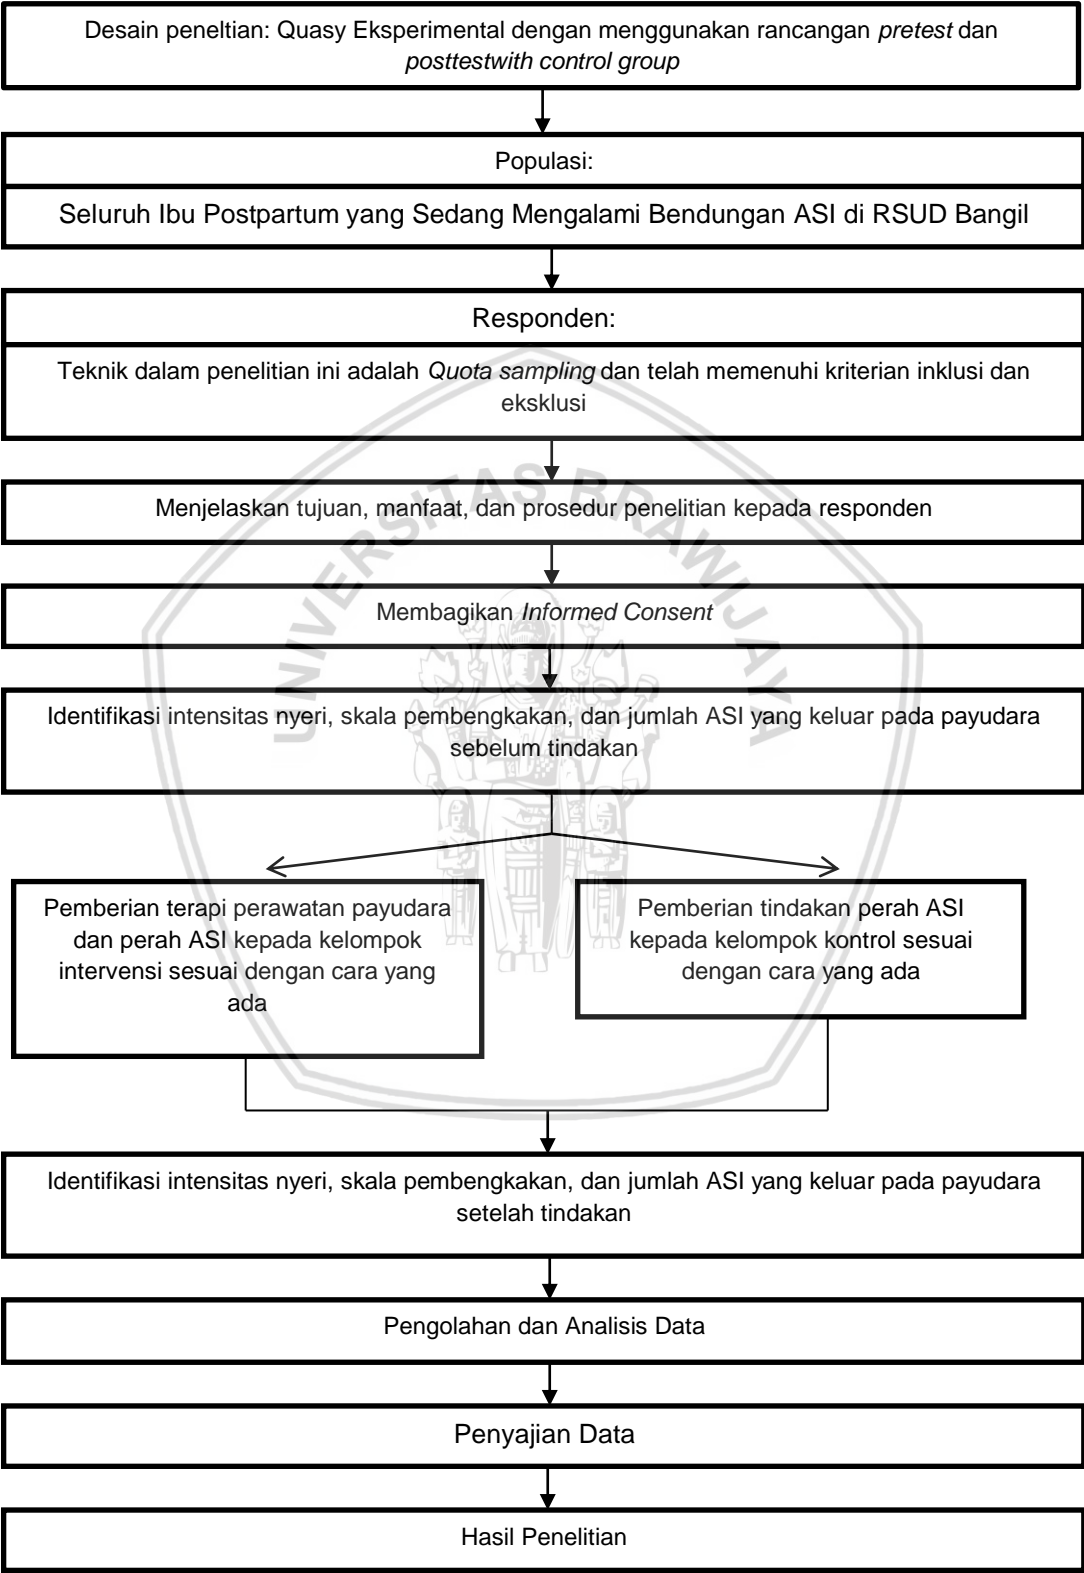 Desain peneltian: Quasy Eksperimental dengan menggunakan rancangan pretest dan
posttestwith control group
Populasi:
Seluruh Ibu Postpartum yang Sedang Mengalami Bendungan ASI di RSUD Bangil
Responden:
Teknik dalam penelitian ini adalah Quota sampling dan telah memenuhi kriterian inklusi dan
eksklusi
UNIVERSITAS BRAWIJAYA
Menjelaskan tujuan, manfaat, dan prosedur penelitian kepada responden
Membagikan Informed Consent
Identifikasi intensitas nyeri, skala pembengkakan, dan jumlah ASI yang keluar pada payudara
sebelum tindakan
Pemberian terapi perawatan payudara
dan perah ASI kepada kelompok
intervensi sesuai dengan cara yang
ada
Pemberian tindakan perah ASI
kepada kelompok kontrol sesuai
dengan cara yang ada
Identifikasi intensitas nyeri, skala pembengkakan, dan jumlah ASI yang keluar pada payudara
setelah tindakan
Pengolahan dan Analisis Data
Penyajian Data
Hasil Penelitian